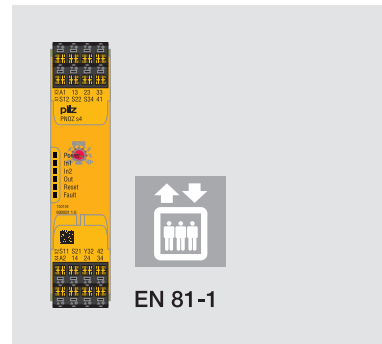 A1 13 23 33
S12 S22 S34 41
pilz
PNOZ s4
Power
In1
In2
Out
Reset
Fault
S11 S21 Y32 42
A2 14 24 34
EN 81-1